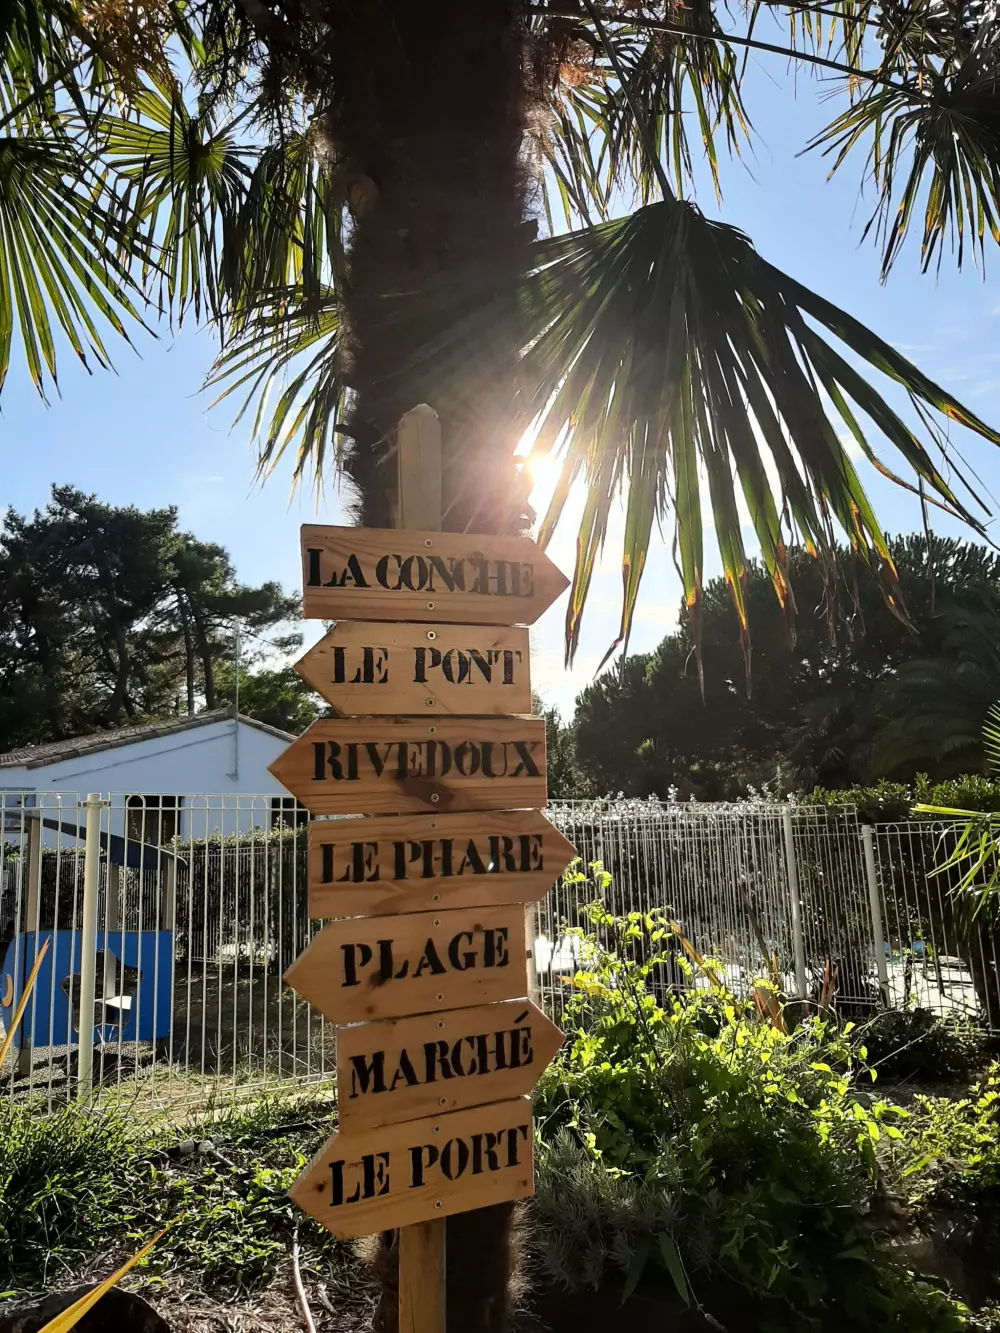 LA CONCHE
LE PONT
RIVEDOUX
LE PHARE
PLAGE
MARCHÉ
LE PORT